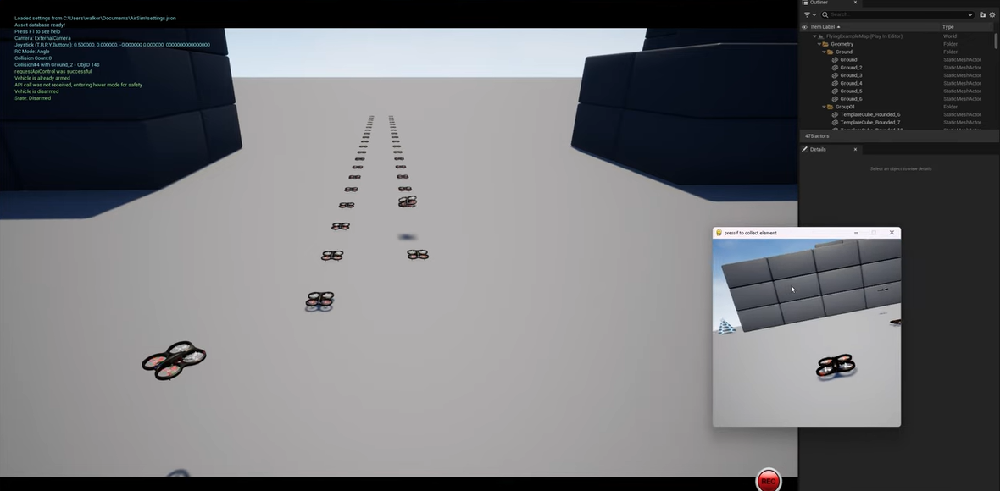 Loaded settings from C:\Users\walker\Documents\AirSim\settings.json
Asset database ready!
Press F1 to see help
Camera: ExternalCamera
Joystick (T,R,P,Y,Buttons): 0.500000, 0.000000, -0.000000 0.000000, 0000000000000000
RC Mode: Angle
Collision Count:0
Collision#4 with Ground_2 - ObjID 148
requestApiControl was successful
Vehicle is already armed
API call was not received, entering hover mode for safety
Vehicle is disarmed
State: Disarmed
Outliner
Search...
Item Label Type
FlyingExampleMap (Play In Editor) World
Geometry Folder
Ground Folder
Ground StaticMeshActor
Ground_2 StaticMeshActor
Ground_3 StaticMeshActor
Ground_4 StaticMeshActor
Ground_5 StaticMeshActor
Ground_6 StaticMeshActor
Group01 Folder
TemplateCube_Rounded_6 StaticMeshActor
TemplateCube_Rounded_7 StaticMeshActor
475 actors
Details
Select an object to view details.
press f to collect element
REC